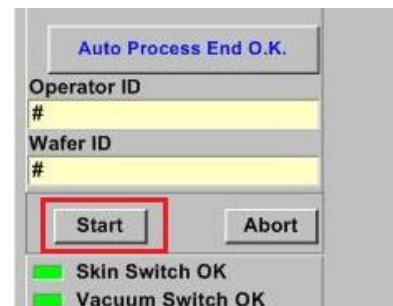 Auto Process End O.K.
Operator ID
#
Wafer ID
#
Start Abort
Skin Switch OK
Vacuum Switch OK